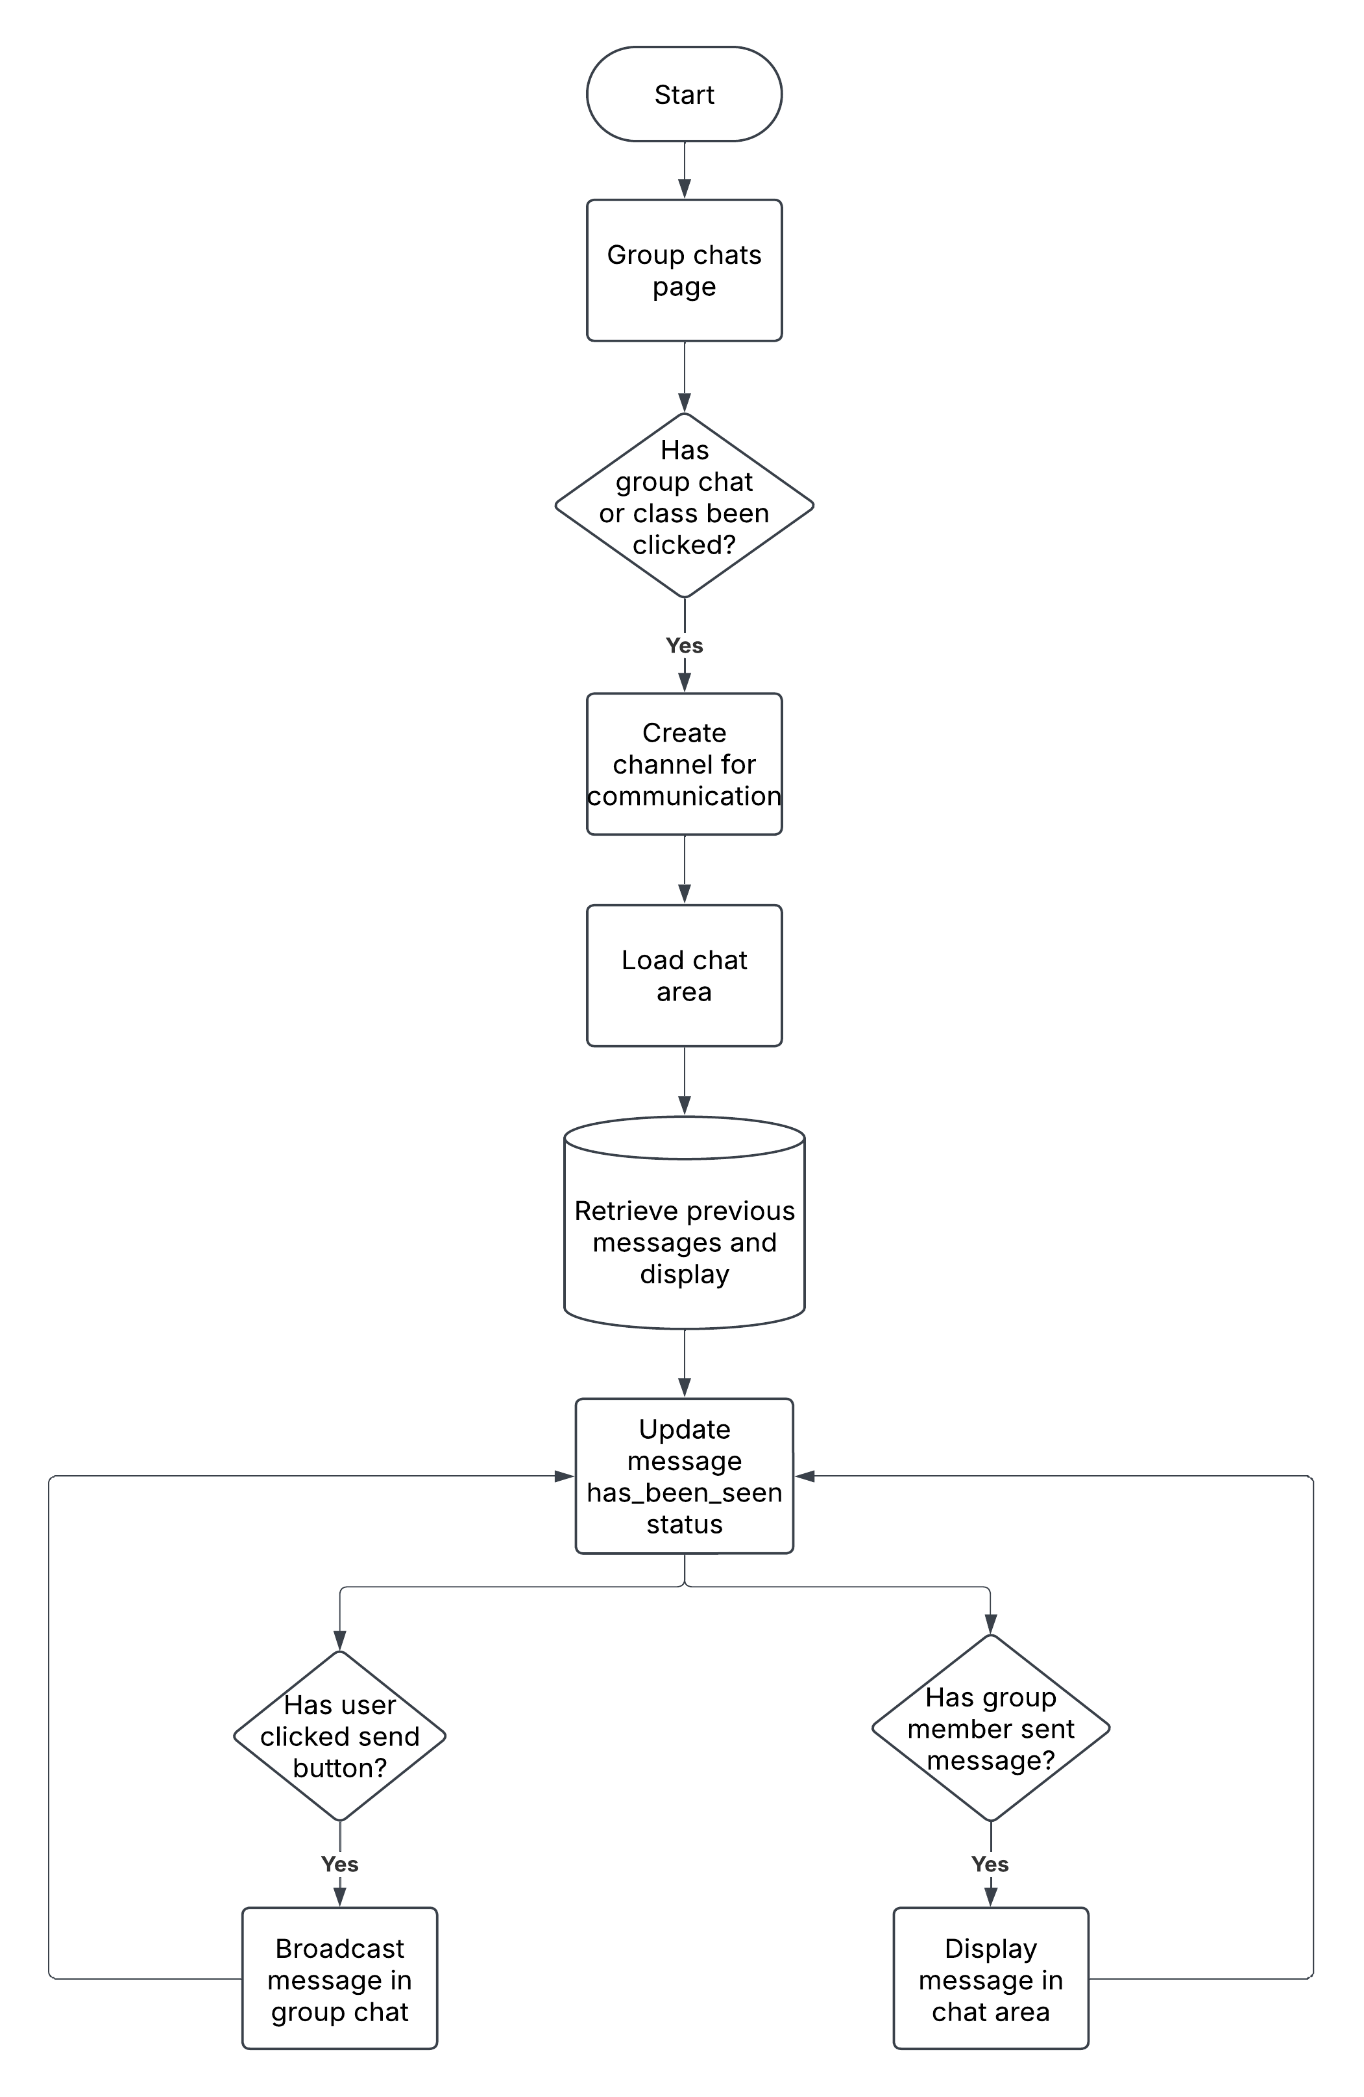 Start
Group chats
page
Has
group chat
or class been
clicked?
Yes
Create
channel for
communication
Load chat
area
Retrieve previous
messages and
display
Update
message
has_been_seen
status
Has user
clicked send
button?
Yes
Broadcast
message in
group chat
Has group
member sent
message?
Yes
Display
message in
chat area